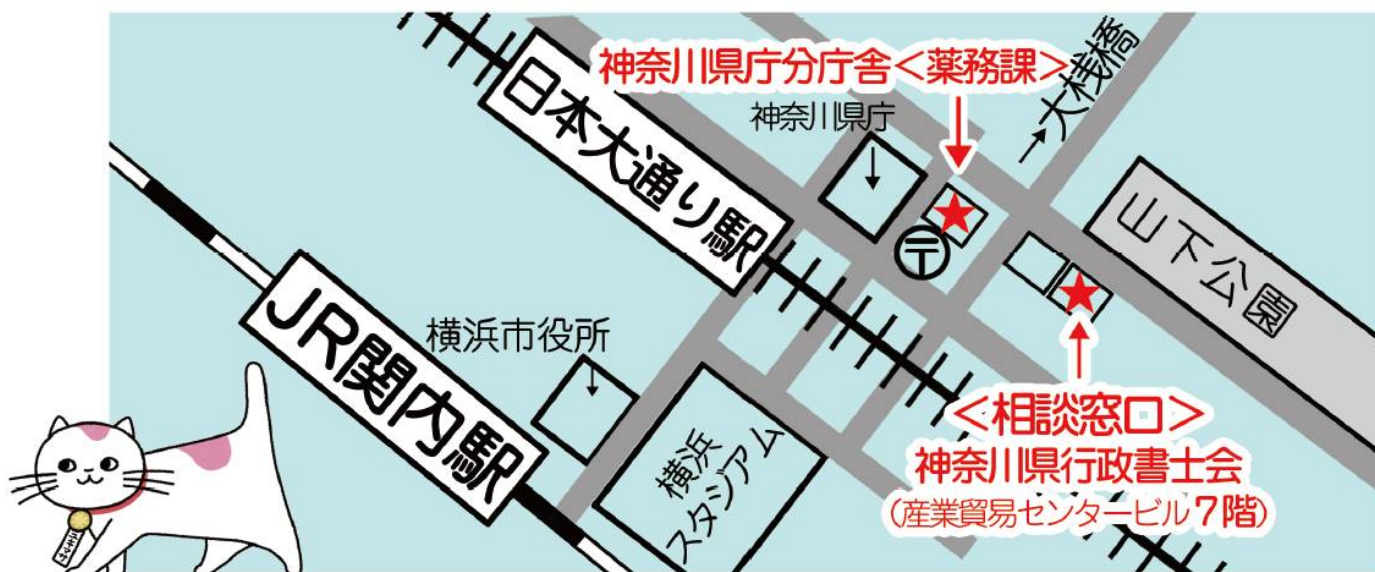 神奈川県庁分庁舎＜薬務課＞
神奈川県庁
→大桟橋
日本大通り駅
山下公園
〒
JR関内駅
横浜市役所
横浜
スタジアム
＜相談窓口＞
神奈川県行政書士会
(産業貿易センタービル7階)